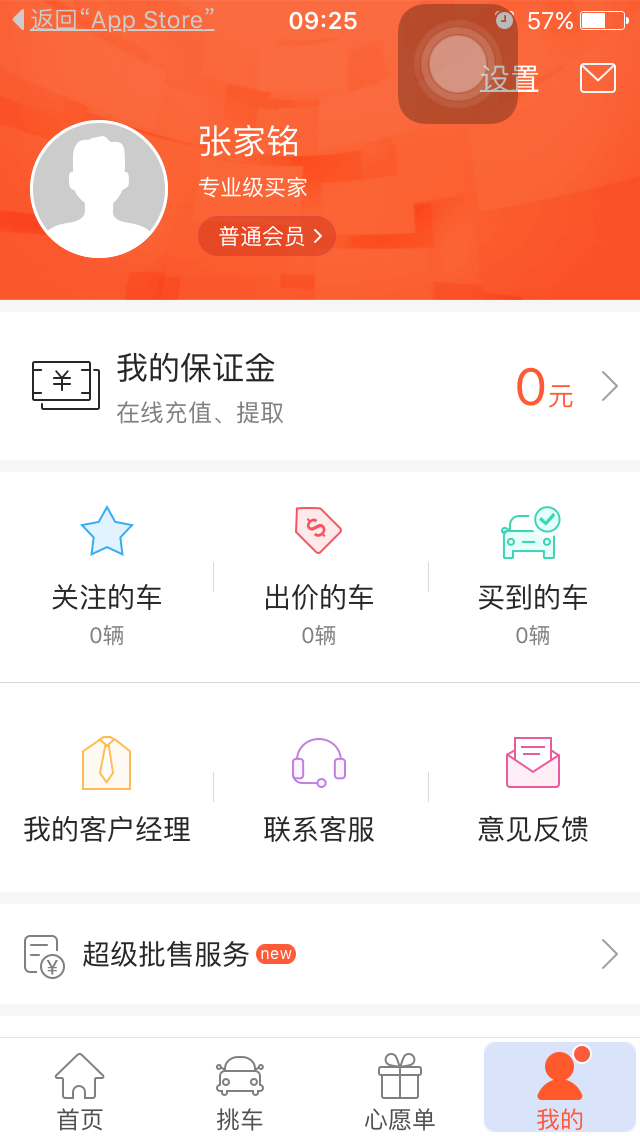 返回“App Store”
09:25
57%
设置
张家铭
专业级买家
普通会员
¥
我的保证金
在线充值、提取
0元
关注的车
出价的车
买到的车
0辆
0辆
0辆
我的客户经理
联系客服
意见反馈
¥
超级批售服务 new
首页
挑车
心愿单
我的